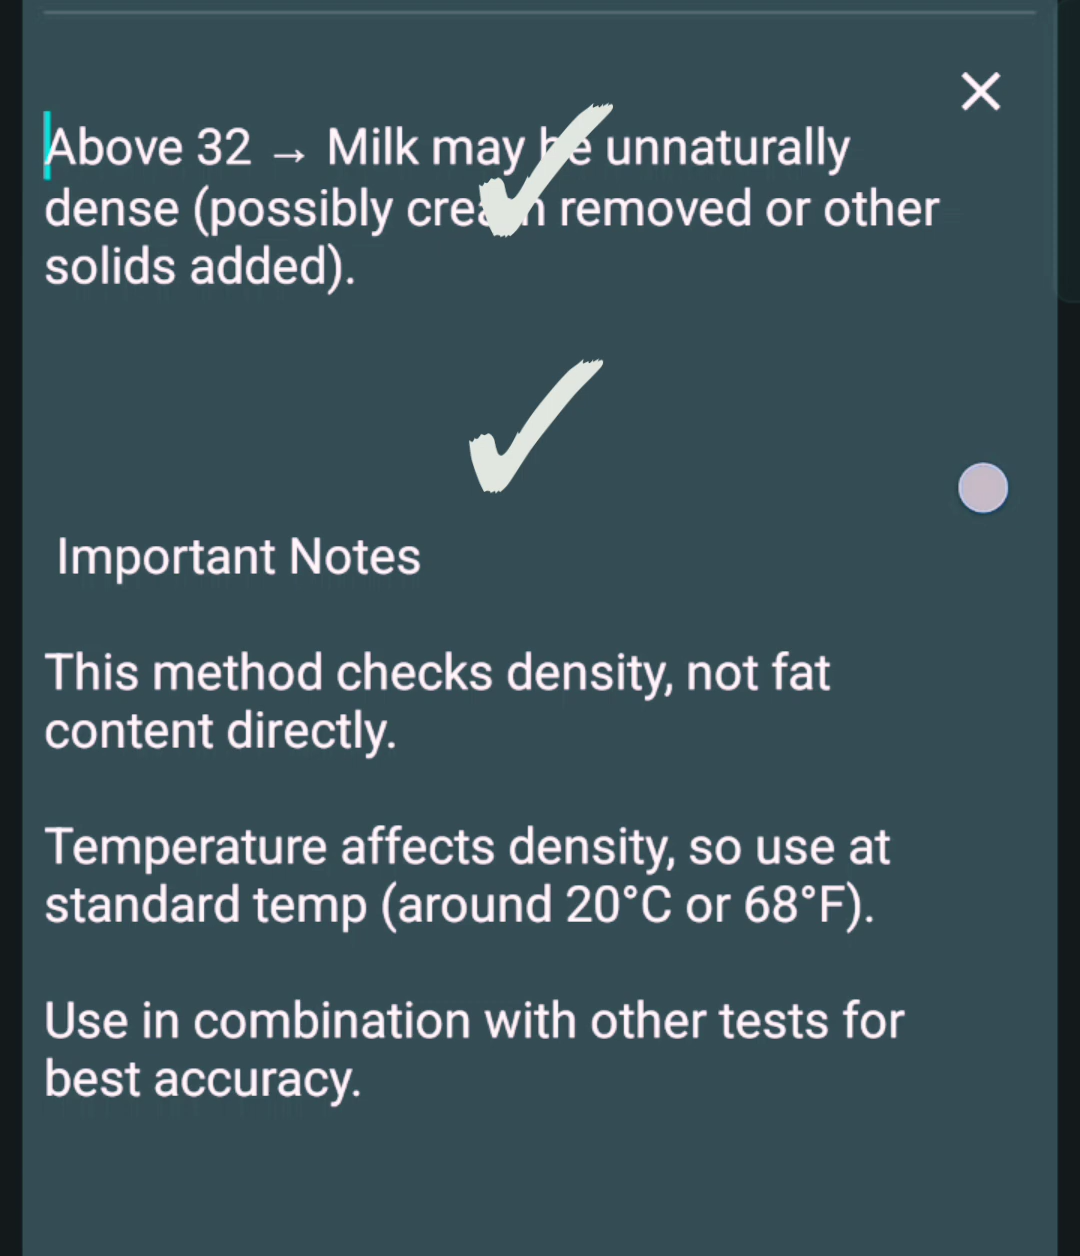 Above 32 → Milk may be unnaturally
dense (possibly cream removed or other
solids added).
Important Notes
This method checks density, not fat
content directly.
Temperature affects density, so use at
standard temp (around 20°C or 68°F).
Use in combination with other tests for
best accuracy.